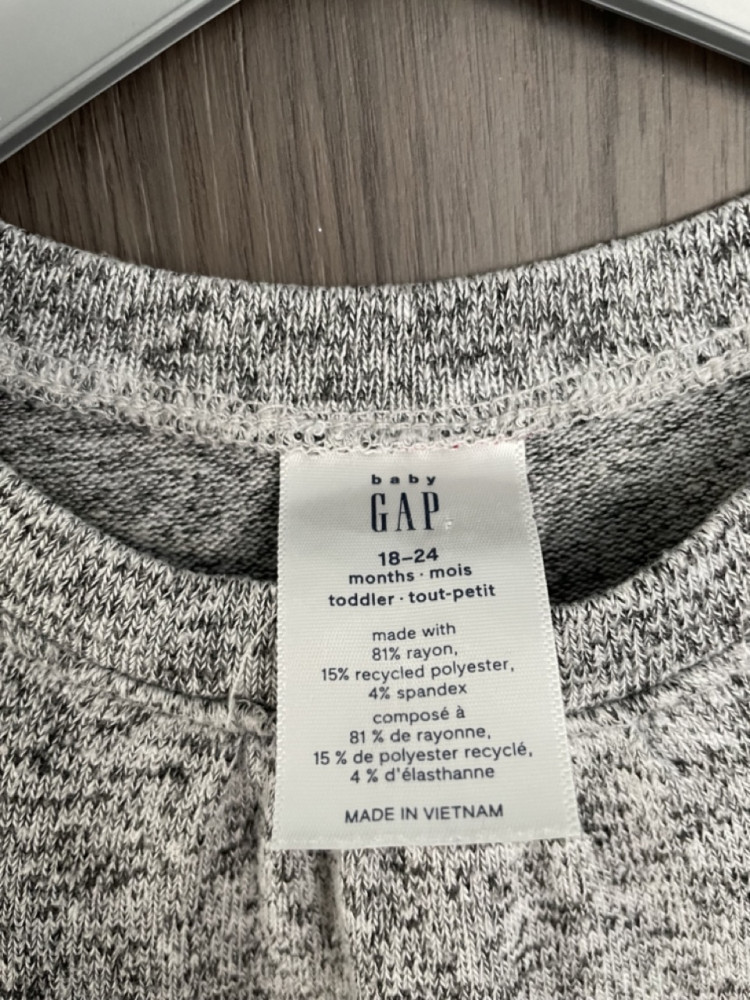 baby
GAP
18–24
months · mois
toddler · tout-petit
made with
81% rayon,
15% recycled polyester,
4% spandex
composé à
81 % de rayonne,
15 % de polyester recyclé,
4 % d'élasthanne
MADE IN VIETNAM